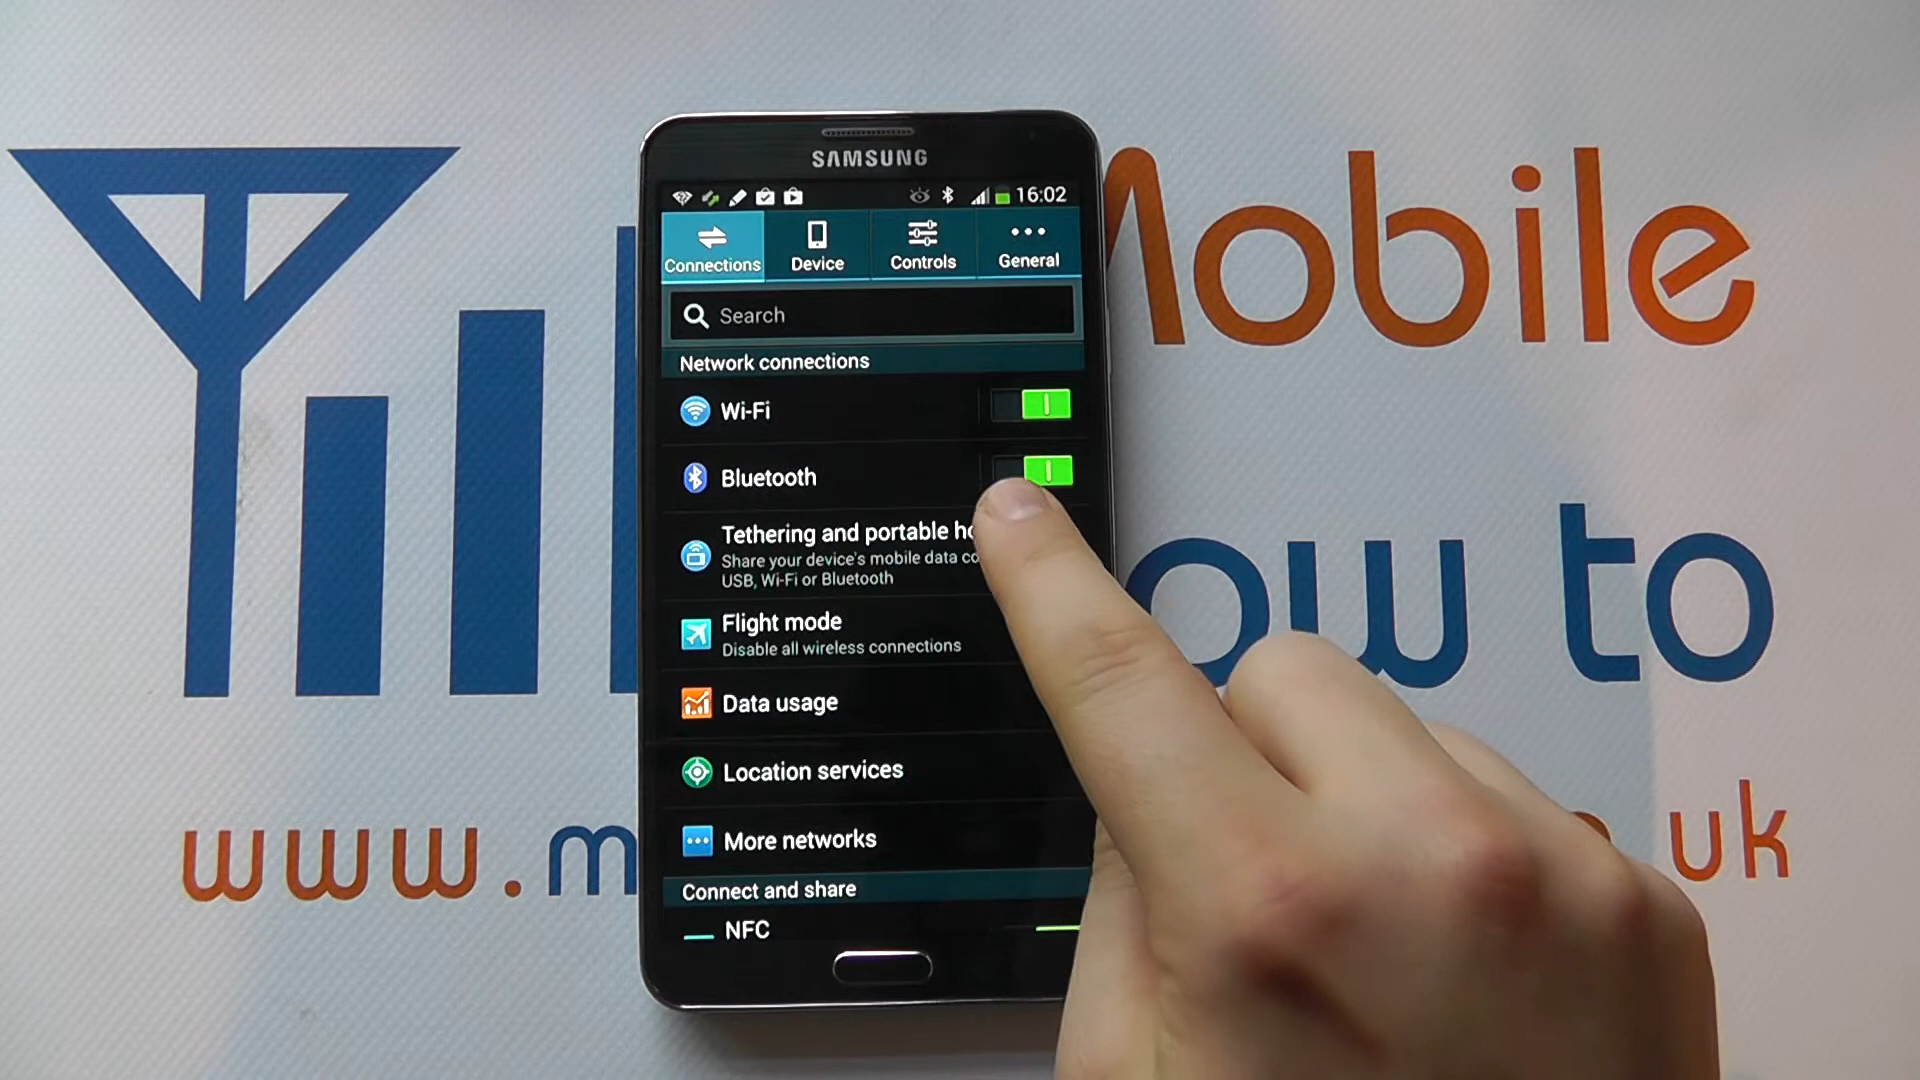 SAMSUNG
16:02
Connections Device Controls General
Search
Network connections
Wi-Fi
Bluetooth
Tethering and portable
Share your device's mobile data
USB, Wi-Fi or Bluetooth
Flight mode
Disable all wireless connections
Data usage
Location services
More networks
Connect and share
NFC
Mobile
to
www.m
.uk